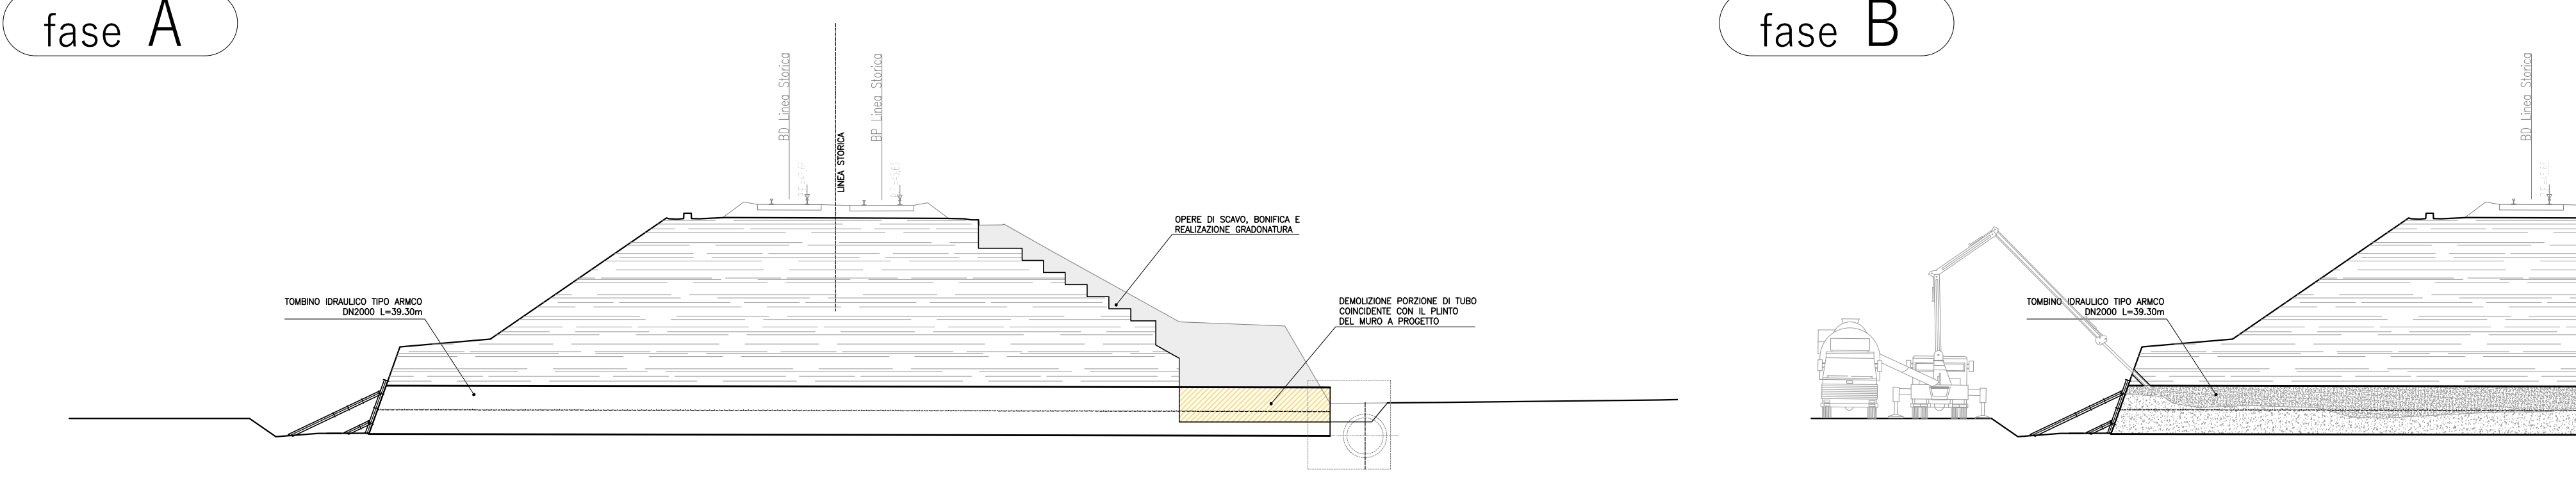 fase A
BD Linea Storica
LINEA STORICA
BP Linea Storica
OPERE DI SCAVO, BONIFICA E
REALIZZAZIONE GRADONATURA
TOMBINO IDRAULICO TIPO ARMCO
DN2000 L=39.30m
DEMOLIZIONE PORZIONE DI TUBO
COINCIDENTE CON IL PLINTO
DEL MURO A PROGETTO
fase B
BD Linea Storica
TOMBINO IDRAULICO TIPO ARMCO
DN2000 L=39.30m